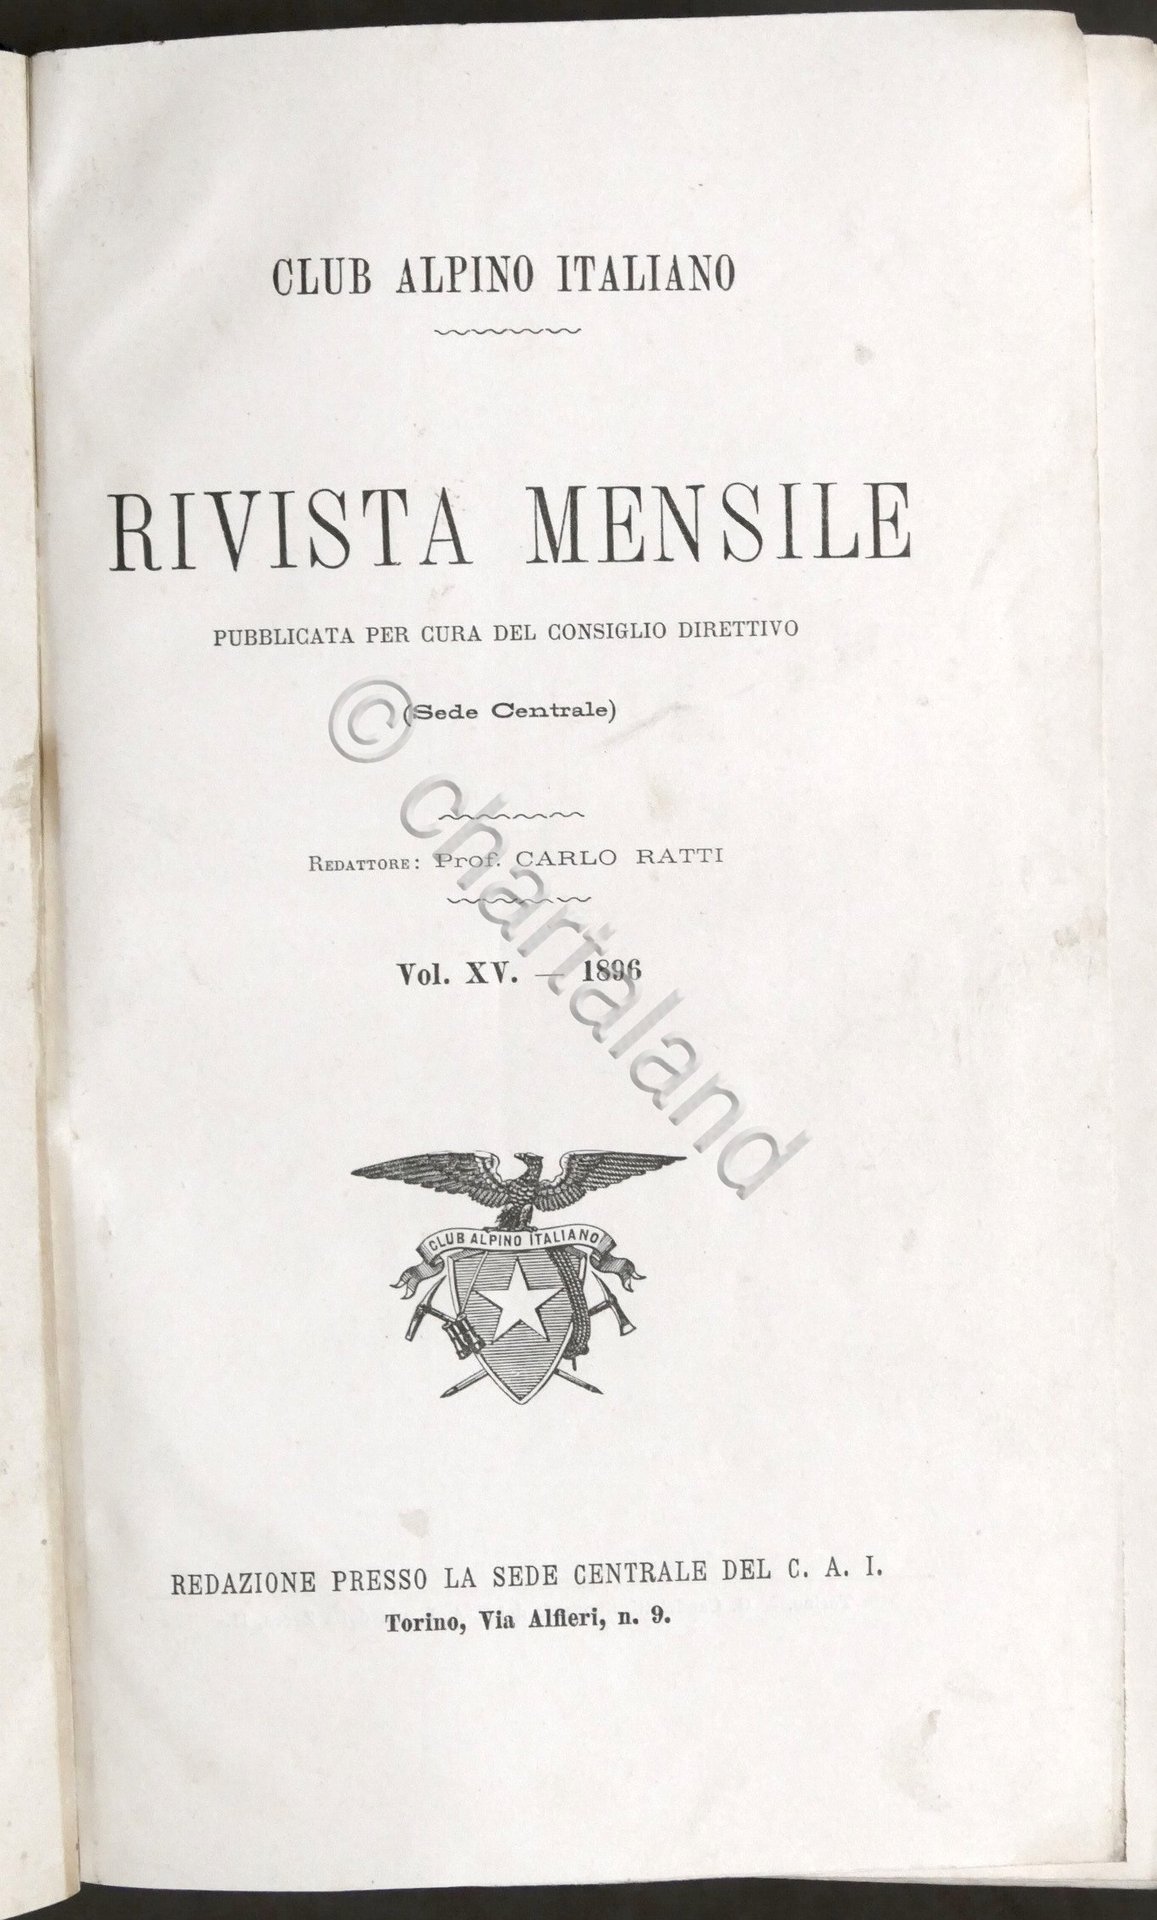 CLUB ALPINO ITALIANO
RIVISTA MENSILE
PUBBLICATA PER CURA DEL CONSIGLIO DIRETTIVO
(Sede Centrale)
REDATTORE: Prof. CARLO RATTI
Vol. XV. — 1896
© chartaland
CLUB ALPINO ITALIANO
REDAZIONE PRESSO LA SEDE CENTRALE DEL C. A. I.
Torino, Via Alfieri, n. 9.